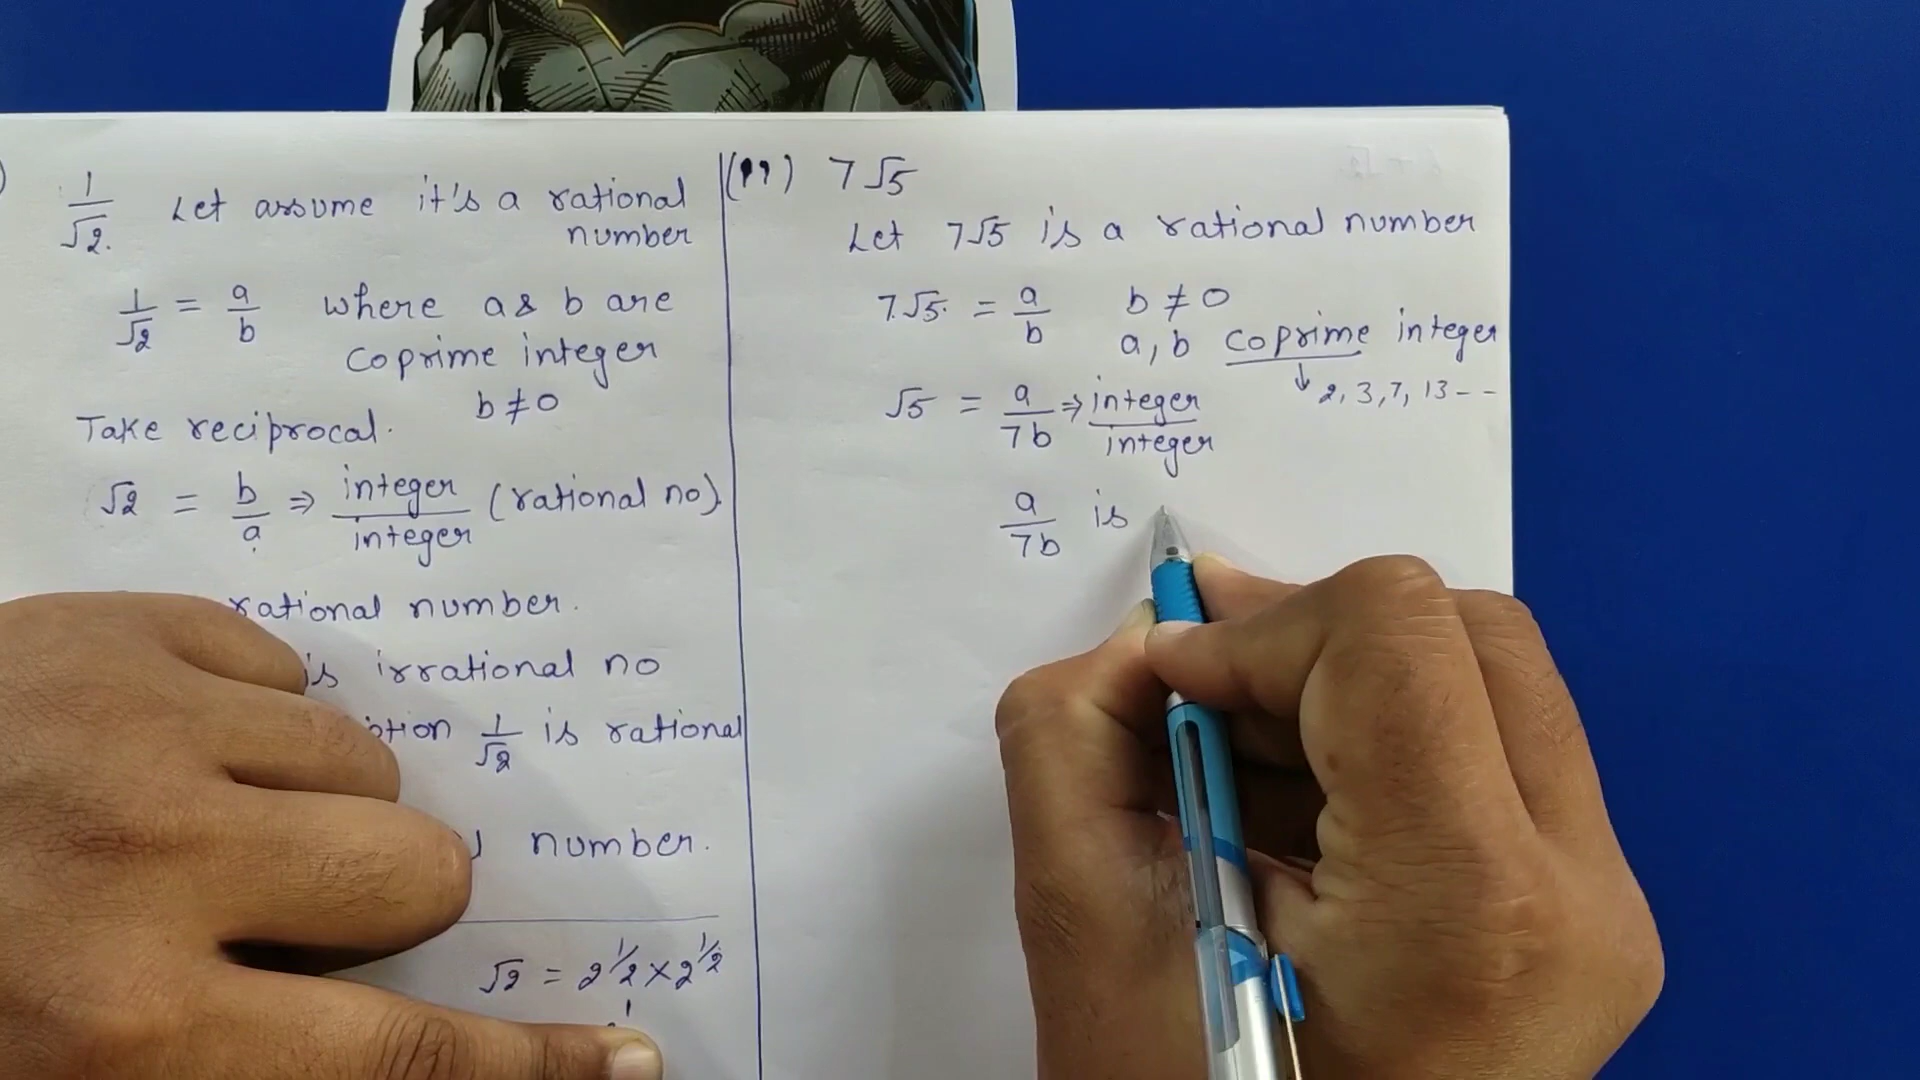 1/√2. Let assume it's a rational
number
1/√2 = a/b where a & b are
coprime integer
b ≠ 0
Take reciprocal.
√2 = b/a ⇒ integer/integer (rational no).
rational number.
is irrational no
1/√2 is rational
number.
√2 = 2^1/2 × 2^1/2
(ii) 7√5
Let 7√5 is a rational number
7.√5. = a/b b ≠ 0
a, b coprime integer
↓ 2, 3, 7, 13 - -
√5 = a/7b ⇒ integer/integer
a/7b is